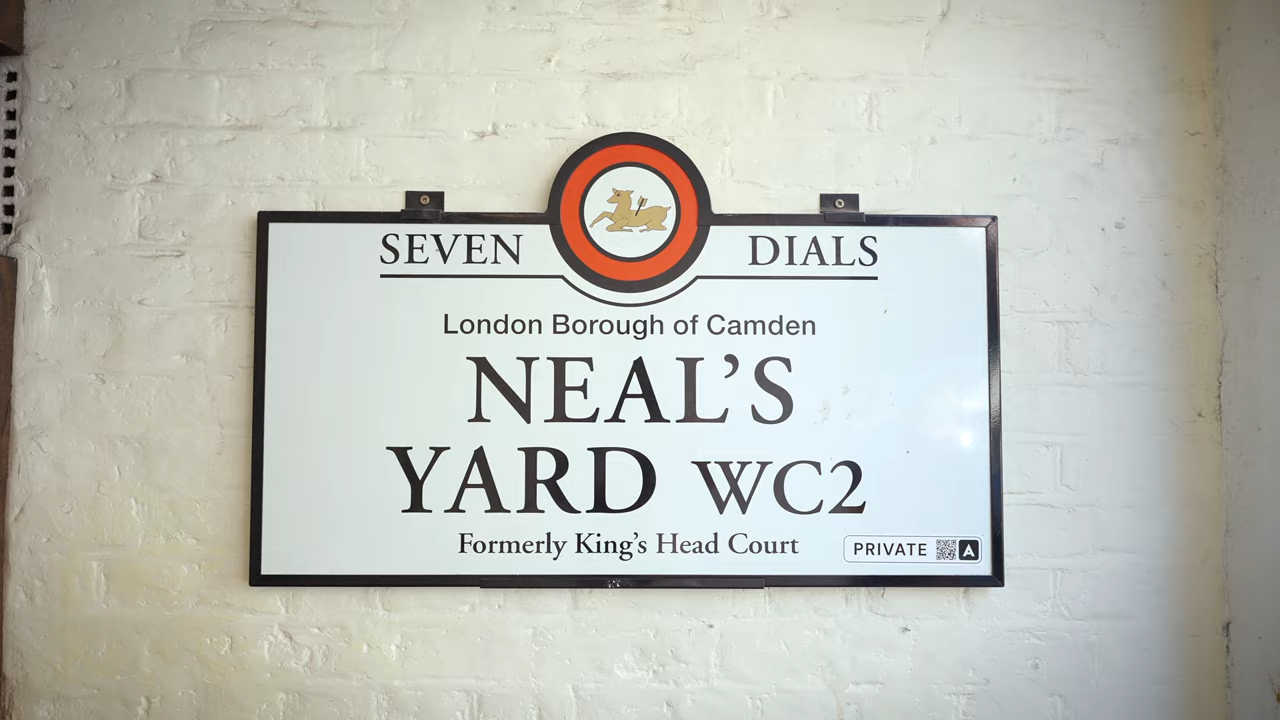 SEVEN DIALS
London Borough of Camden
NEAL'S
YARD WC2
Formerly King's Head Court
PRIVATE A